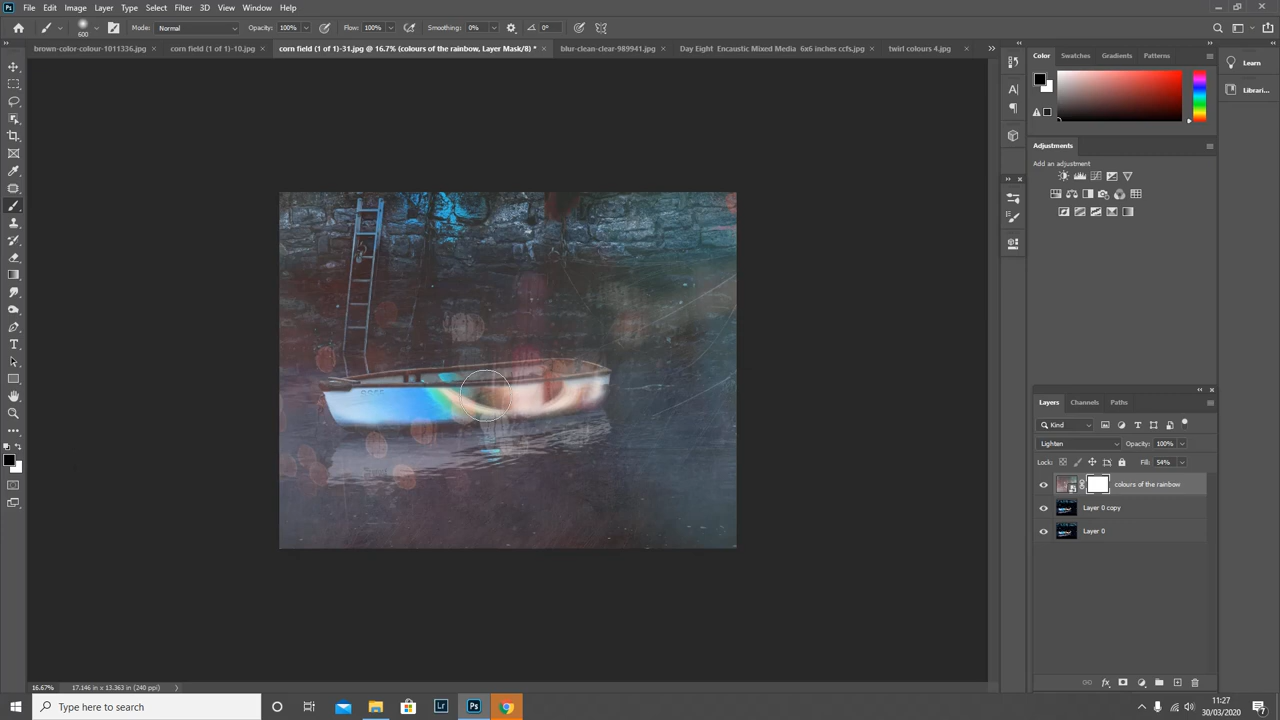 File Edit Image Layer Type Select Filter 3D View Window Help
600 Mode: Normal Opacity: 100% Flow: 100% Smoothing: 0% 0°
brown-color-colour-1011336.jpg × corn field (1 of 1)-10.jpg × corn field (1 of 1)-31.jpg @ 16.7% (colours of the rainbow, Layer Mask/8) * × blur-clean-clear-989941.jpg × Day Eight Encaustic Mixed Media 6x6 inches ccfs.jpg × twirl colours 4.jpg ×
Color Swatches Gradients Patterns
Learn
Librari...
Adjustments
Add an adjustment
Layers Channels Paths
Kind
Lighten Opacity: 100%
Lock: Fill: 54%
colours of the rainbow
Layer 0 copy
Layer 0
16.67% 17.146 in x 13.363 in (240 ppi)
Type here to search
Lr Ps
11:27
30/03/2020